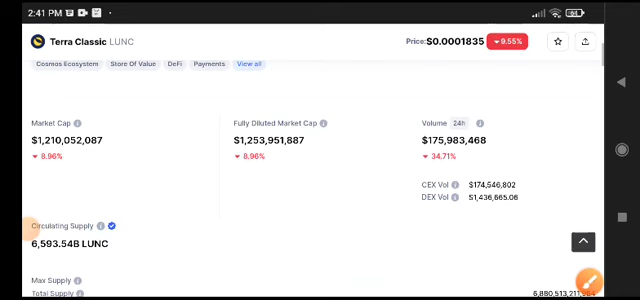 2:41 PM
64
Terra Classic LUNC
Price: $0.0001835 9.55%
Cosmos Ecosystem Store Of Value DeFi Payments View all
Market Cap
$1,210,052,087
8.96%
Fully Diluted Market Cap
$1,253,951,887
8.96%
Volume 24h
$175,983,468
34.71%
CEX Vol $174,546,802
DEX Vol $1,436,665.06
Circulating Supply
6,593.54B LUNC
Max Supply
Total Supply